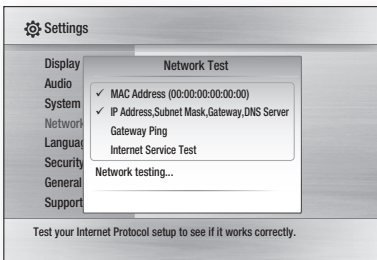 Settings
Display
Network Test
Audio
✓ MAC Address (00:00:00:00:00:00)
System
✓ IP Address,Subnet Mask,Gateway,DNS Server
Network
Gateway Ping
Languag
Internet Service Test
Security
Network testing...
General
Support
Test your Internet Protocol setup to see if it works correctly.